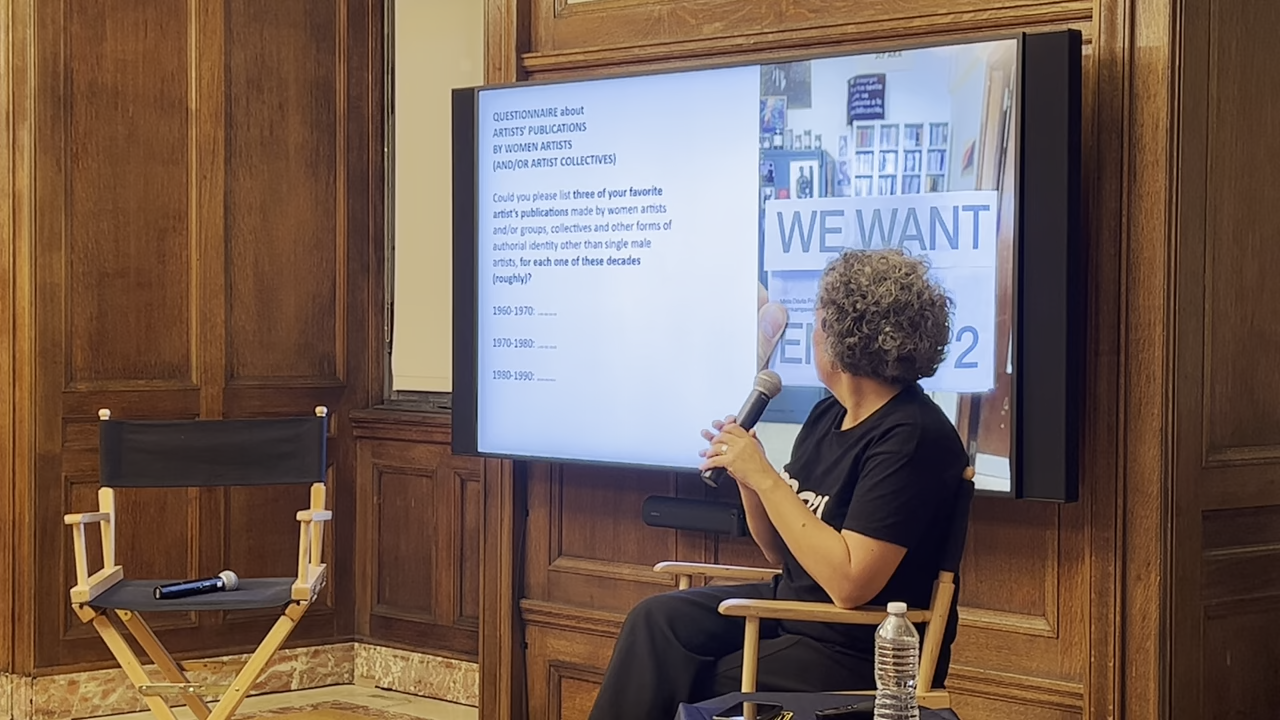 QUESTIONNAIRE about
ARTISTS' PUBLICATIONS
BY WOMEN ARTISTS
(AND/OR ARTIST COLLECTIVES)
Could you please list three of your favorite
artist's publications made by women artists
and/or groups, collectives and other forms of
authorial identity other than single male
artists, for each one of these decades
(roughly)?
1960-1970:
1970-1980:
1980-1990:
WE WANT
2